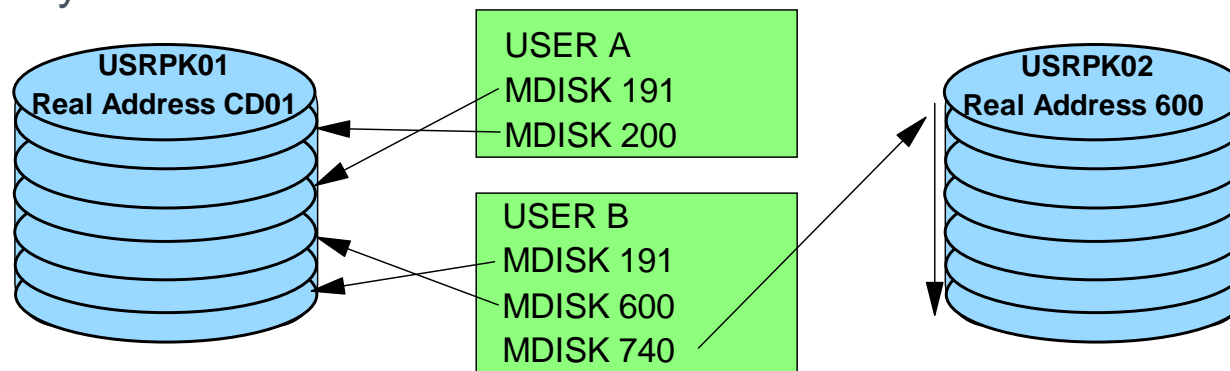 USRPK01
Real Address CD01
USER A
MDISK 191
MDISK 200
USER B
MDISK 191
MDISK 600
MDISK 740
USRPK02
Real Address 600